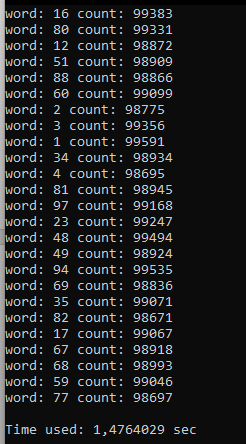 word: 16 count: 99383
word: 80 count: 99331
word: 12 count: 98872
word: 51 count: 98909
word: 88 count: 98866
word: 60 count: 99099
word: 2 count: 98775
word: 3 count: 99356
word: 1 count: 99591
word: 34 count: 98934
word: 4 count: 98695
word: 81 count: 98945
word: 97 count: 99168
word: 23 count: 99247
word: 48 count: 99494
word: 49 count: 98924
word: 94 count: 99535
word: 69 count: 98836
word: 35 count: 99071
word: 82 count: 98671
word: 17 count: 99067
word: 67 count: 98918
word: 68 count: 98993
word: 59 count: 99046
word: 77 count: 98697
Time used: 1,4764029 sec